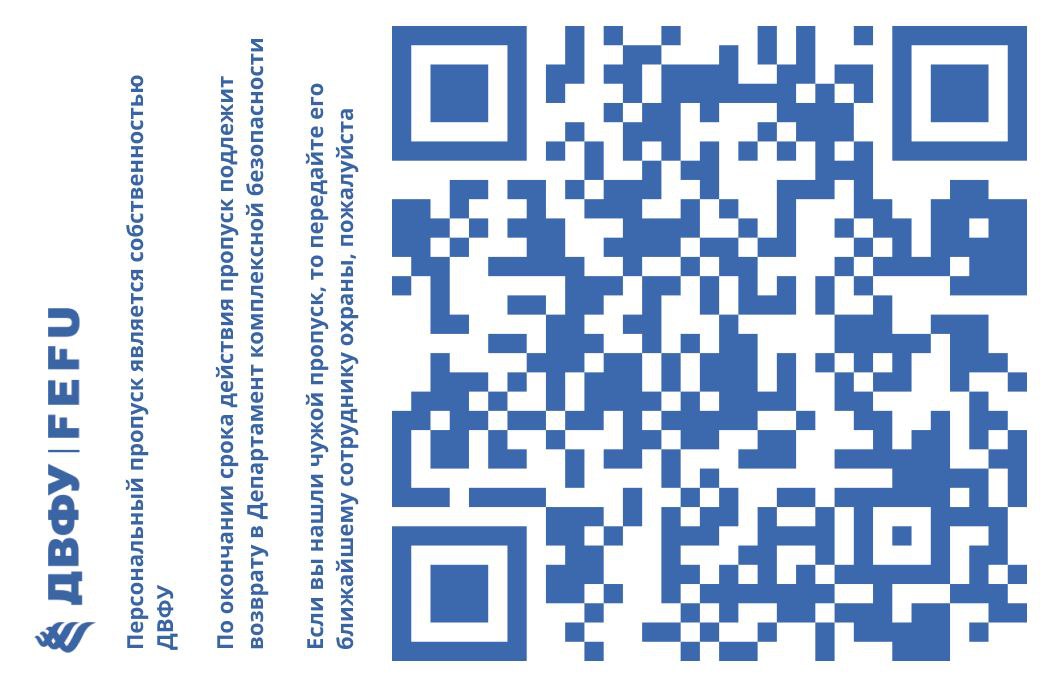 ДВФУ | FEFU
Персональный пропуск является собственностью
ДВФУ
По окончании срока действия пропуск подлежит
возврату в Департамент комплексной безопасности
Если вы нашли чужой пропуск, то передайте его
ближайшему сотруднику охраны, пожалуйста